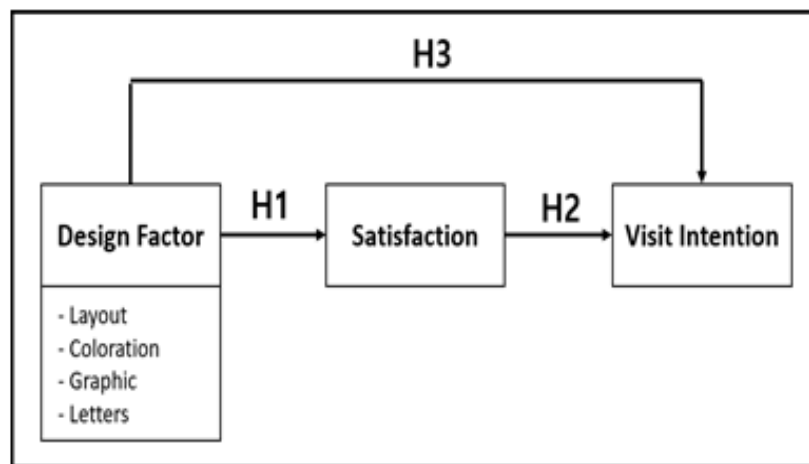 H3
H1
H2
Design Factor
Satisfaction
Visit Intention
- Layout
- Coloration
- Graphic
- Letters